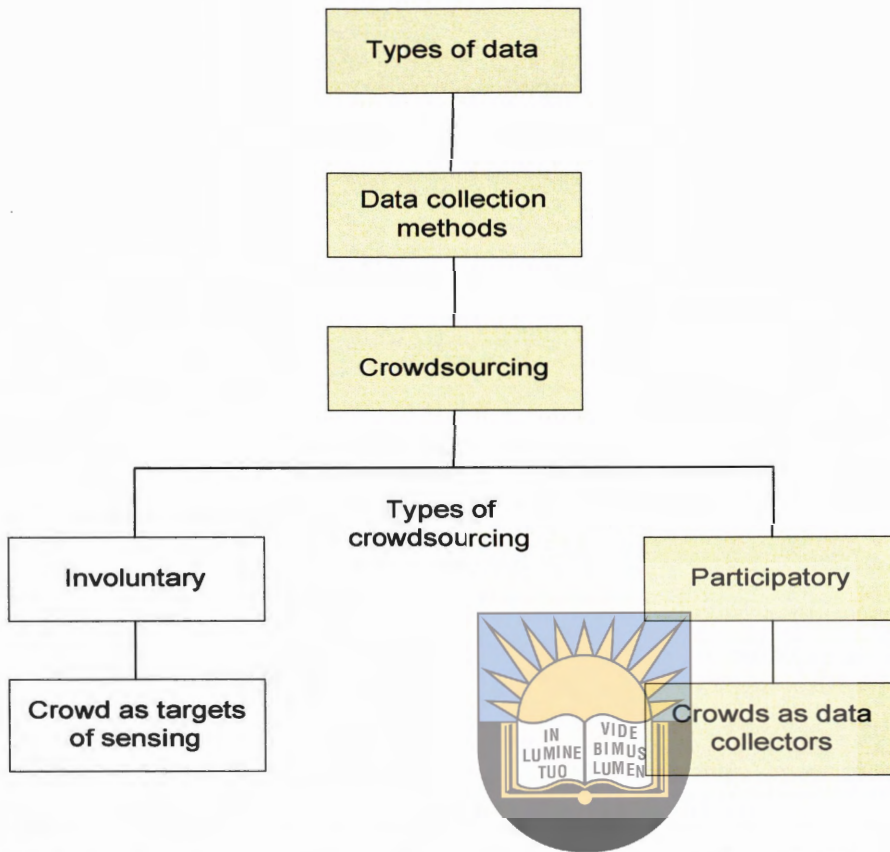 Types of data
Data collection
methods
Crowdsourcing
Types of
crowdsourcing
Involuntary
Participatory
Crowd as targets
of sensing
Crowds as data
collectors
IN
LUMINE
TUO
VIDE
BIMUS
LUMEN